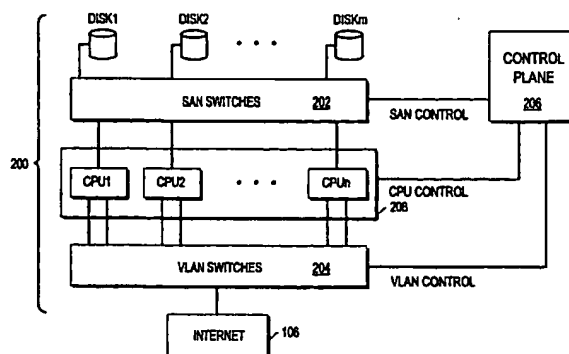 DISK1 DISK2 • • • DISKm
CONTROL
PLANE
206
SAN SWITCHES 202
SAN CONTROL
200
CPU1 CPU2 • • • CPUn
CPU CONTROL
208
VLAN SWITCHES 204
VLAN CONTROL
INTERNET 106